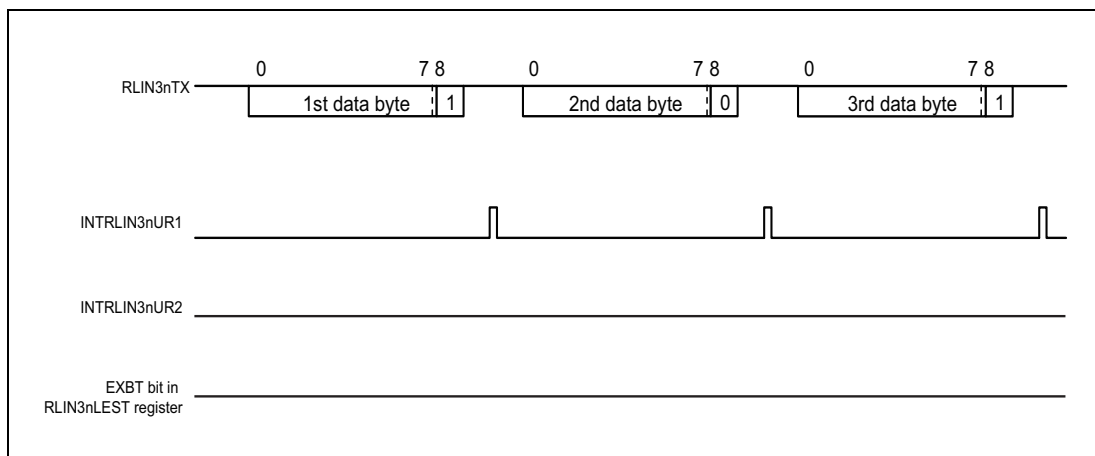 0 7 8 0 7 8 0 7 8
RLIN3nTX
1st data byte 1 2nd data byte 0 3rd data byte 1
INTRLIN3nUR1
INTRLIN3nUR2
EXBT bit in
RLIN3nLEST register